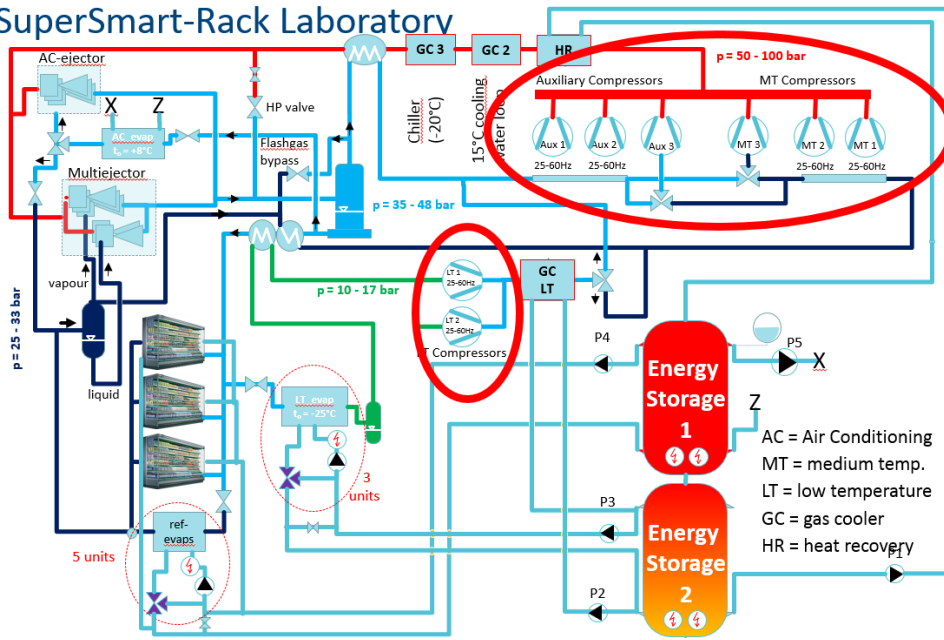 SuperSmart-Rack Laboratory
AC-ejector
X
Z
AC_evap
t₀ = +8°C
Multiejector
vapour
liquid
p = 25 - 33 bar
HP valve
Flashgas
bypass
GC 3
GC 2
HR
Chiller
(-20°C)
15°C cooling
water loop
p = 50 - 100 bar
Auxiliary Compressors
MT Compressors
Aux 1
Aux 2
Aux 3
MT 3
MT 2
MT 1
25-60Hz
25-60Hz
25-60Hz
25-60Hz
p = 35 - 48 bar
p = 10 - 17 bar
LT 1
25-60Hz
LT 2
25-60Hz
LT Compressors
GC
LT
LT_evap
t₀ = -25°C
3
units
ref-
evaps
5 units
P4
P3
P2
P5
X
Z
P1
Energy
Storage
1
Energy
Storage
2
AC = Air Conditioning
MT = medium temp.
LT = low temperature
GC = gas cooler
HR = heat recovery